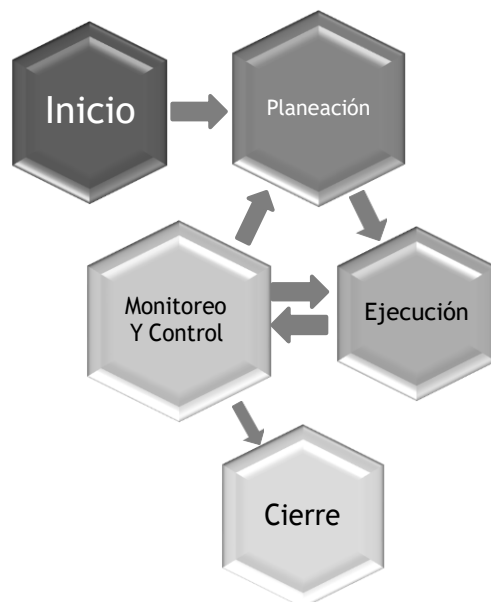 Inicio
Planeación
Monitoreo
Y Control
Ejecución
Cierre